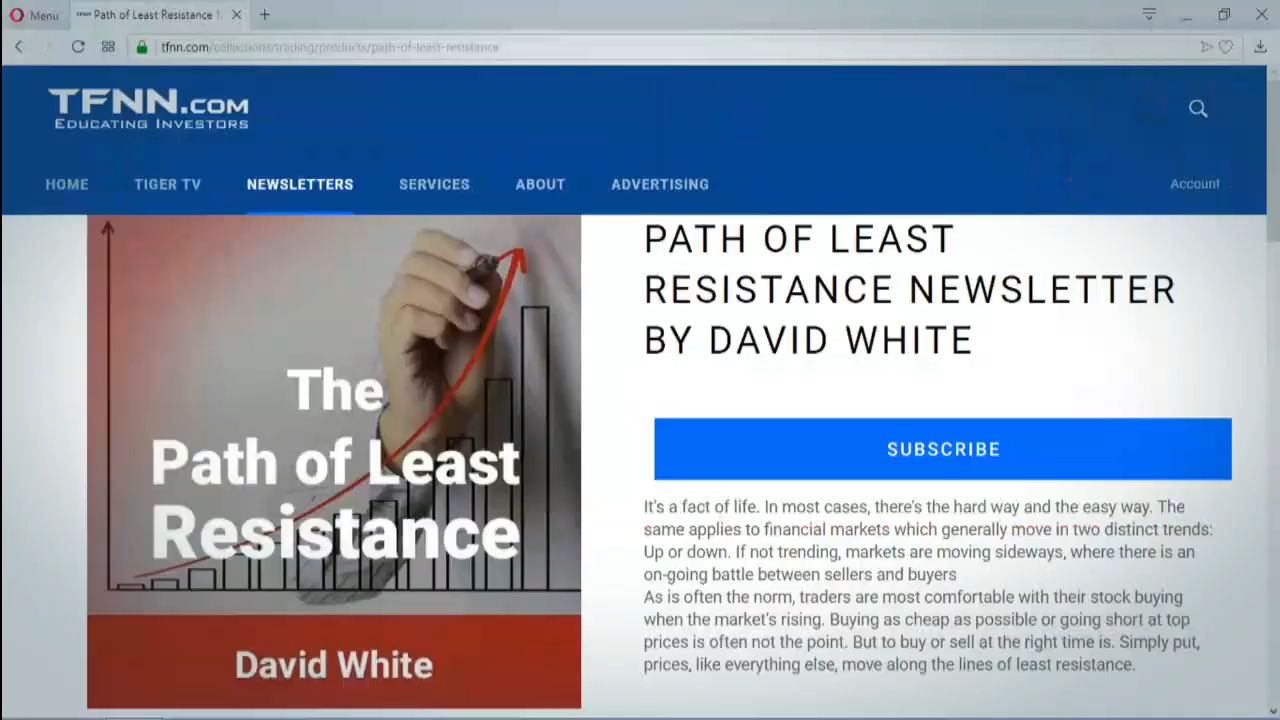 Menu
Path of Least Resistance
tfnn.com/collections/trading/products/path-of-least-resistance
TFNN.COM
EDUCATING INVESTORS
HOME TIGER TV NEWSLETTERS SERVICES ABOUT ADVERTISING
Account
The
Path of Least
Resistance
David White
PATH OF LEAST
RESISTANCE NEWSLETTER
BY DAVID WHITE
SUBSCRIBE
It's a fact of life. In most cases, there's the hard way and the easy way. The
same applies to financial markets which generally move in two distinct trends:
Up or down. If not trending, markets are moving sideways, where there is an
on-going battle between sellers and buyers
As is often the norm, traders are most comfortable with their stock buying
when the market's rising. Buying as cheap as possible or going short at top
prices is often not the point. But to buy or sell at the right time is. Simply put,
prices, like everything else, move along the lines of least resistance.